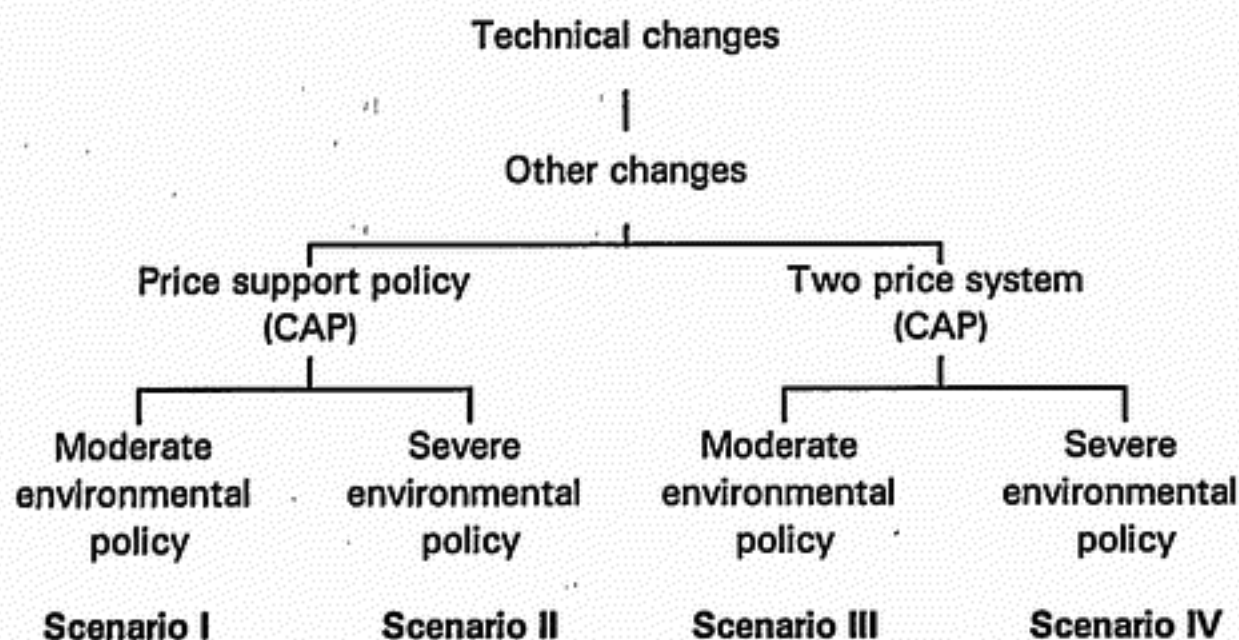 Technical changes
Other changes
Price support policy
(CAP)
Two price system
(CAP)
Moderate
environmental
policy
Severe
environmental
policy
Moderate
environmental
policy
Severe
environmental
policy
Scenario I
Scenario II
Scenario III
Scenario IV